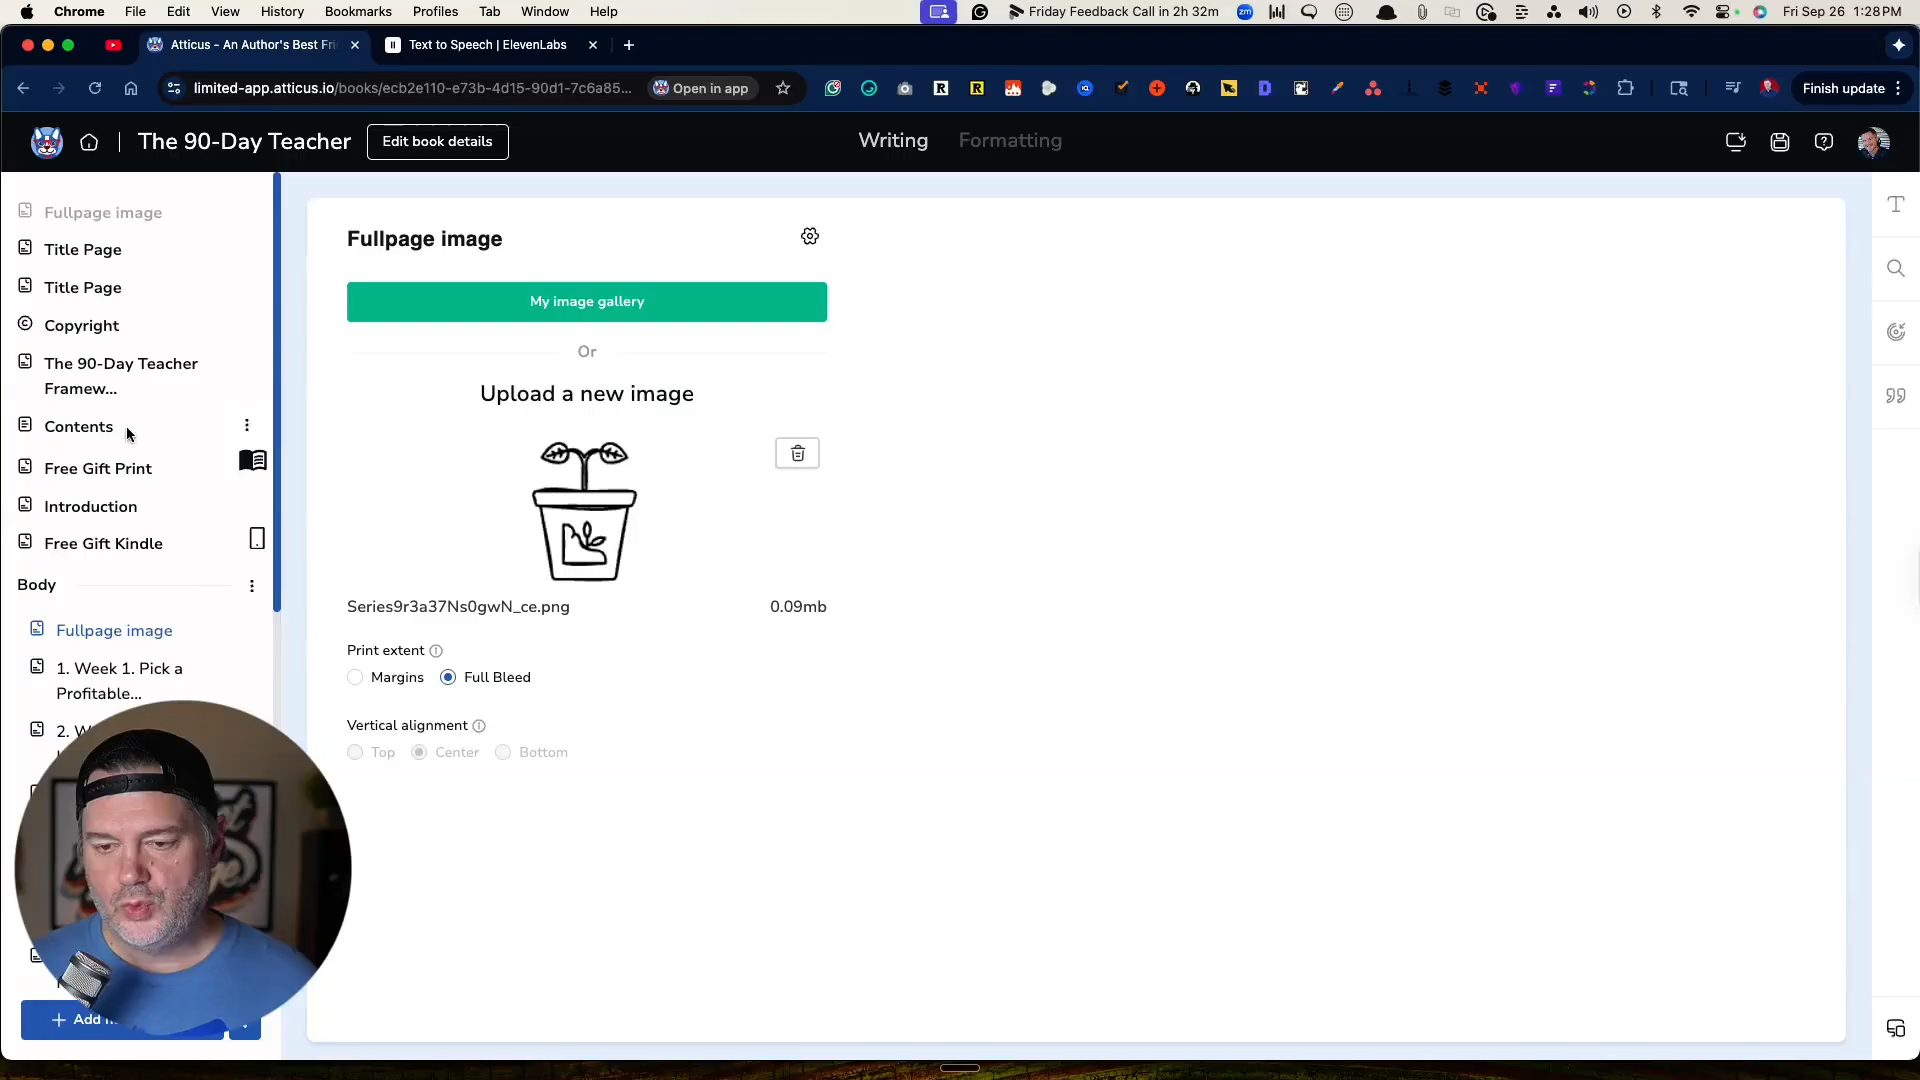 Chrome File Edit View History Bookmarks Profiles Tab Window Help
Friday Feedback Call in 2h 32m
Fri Sep 26 1:28 PM
Atticus - An Author's Best Fri
Text to Speech | ElevenLabs
limited-app.atticus.io/books/ecb2e110-e73b-4d15-90d1-7c6a85...
Open in app
Finish update
The 90-Day Teacher
Edit book details
Writing
Formatting
Fullpage image
Title Page
Title Page
Copyright
The 90-Day Teacher
Framew...
Contents
Free Gift Print
Introduction
Free Gift Kindle
Body
Fullpage image
1. Week 1. Pick a
Profitable...
2. W
Fullpage image
My image gallery
Or
Upload a new image
Series9r3a37Ns0gwN_ce.png
0.09mb
Print extent
Margins
Full Bleed
Vertical alignment
Top
Center
Bottom